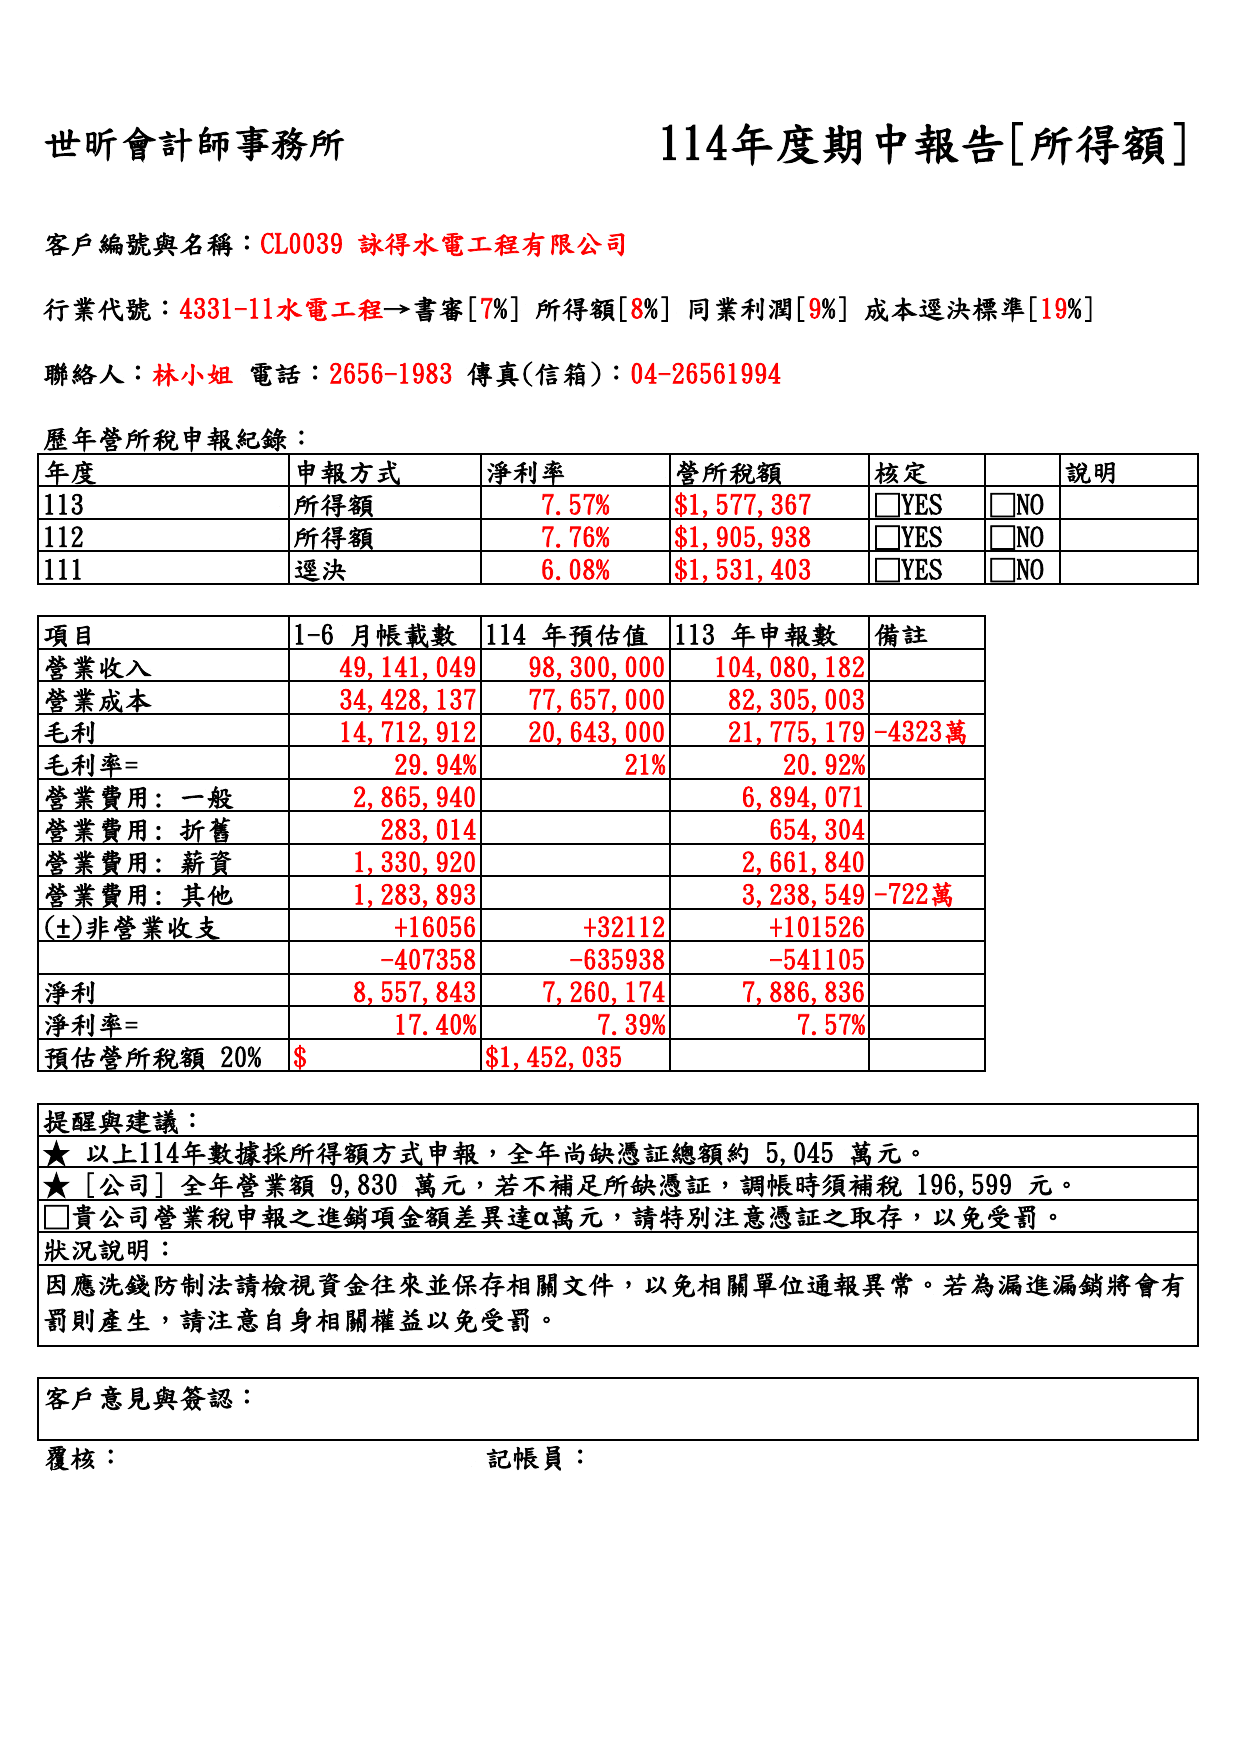 世昕會計師事務所 114年度期中報告[所得額]
客戶編號與名稱：CL0039 詠得水電工程有限公司
行業代號：4331-11水電工程→書審[7%] 所得額[8%] 同業利潤[9%] 成本逕決標準[19%]
聯絡人：林小姐 電話：2656-1983 傳真(信箱)：04-26561994
歷年營所稅申報紀錄：
年度 申報方式 淨利率 營所稅額 核定 說明
113 所得額 7.57% $1,577,367 □YES □NO
112 所得額 7.76% $1,905,938 □YES □NO
111 逕決 6.08% $1,531,403 □YES □NO
項目 1-6 月帳載數 114 年預估值 113 年申報數 備註
營業收入 49,141,049 98,300,000 104,080,182
營業成本 34,428,137 77,657,000 82,305,003
毛利 14,712,912 20,643,000 21,775,179 -4323萬
毛利率= 29.94% 21% 20.92%
營業費用: 一般 2,865,940 6,894,071
營業費用: 折舊 283,014 654,304
營業費用: 薪資 1,330,920 2,661,840
營業費用: 其他 1,283,893 3,238,549 -722萬
(±)非營業收支 +16056 +32112 +101526
-407358 -635938 -541105
淨利 8,557,843 7,260,174 7,886,836
淨利率= 17.40% 7.39% 7.57%
預估營所稅額 20% $ $1,452,035
提醒與建議：
★ 以上114年數據採所得額方式申報，全年尚缺憑証總額約 5,045 萬元。
★ [公司] 全年營業額 9,830 萬元，若不補足所缺憑証，調帳時須補稅 196,599 元。
□貴公司營業稅申報之進銷項金額差異達α萬元，請特別注意憑証之取存，以免受罰。
狀況說明：
因應洗錢防制法請檢視資金往來並保存相關文件，以免相關單位通報異常。若為漏進漏銷將會有
罰則產生，請注意自身相關權益以免受罰。
客戶意見與簽認：
覆核： 記帳員：